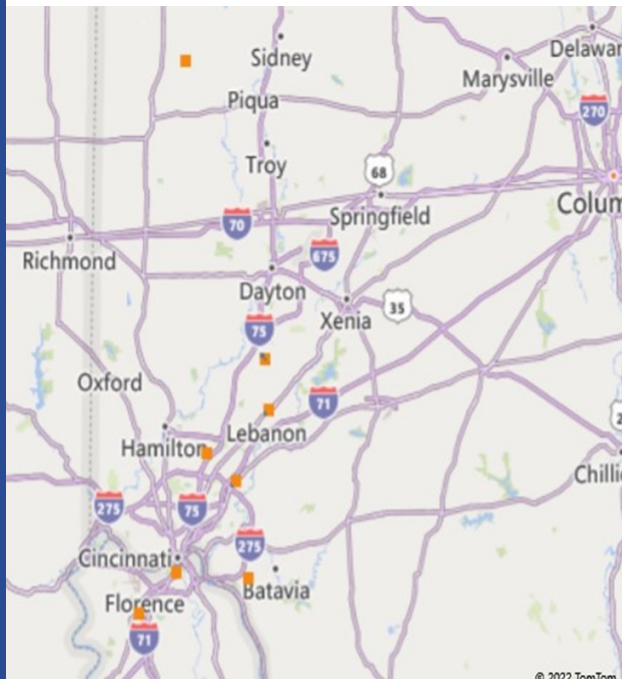 Sidney
Delawar
Marysville
Piqua
270
Troy
68
Colum
Springfield
70
Richmond
675
Dayton
35
Xenia
75
Oxford
71
2
Lebanon
Hamilton
Chilli
275
75
275
Cincinnati
Batavia
Florence
71
© 2022 TomTom